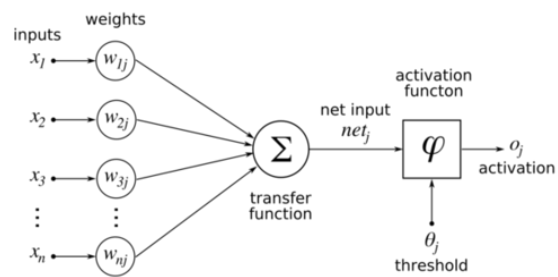 inputs
weights
x1
w1j
x2
w2j
x3
w3j
⋮
⋮
xn
wnj
Σ
transfer
function
net input
netj
activation
functon
φ
oj
activation
θj
threshold